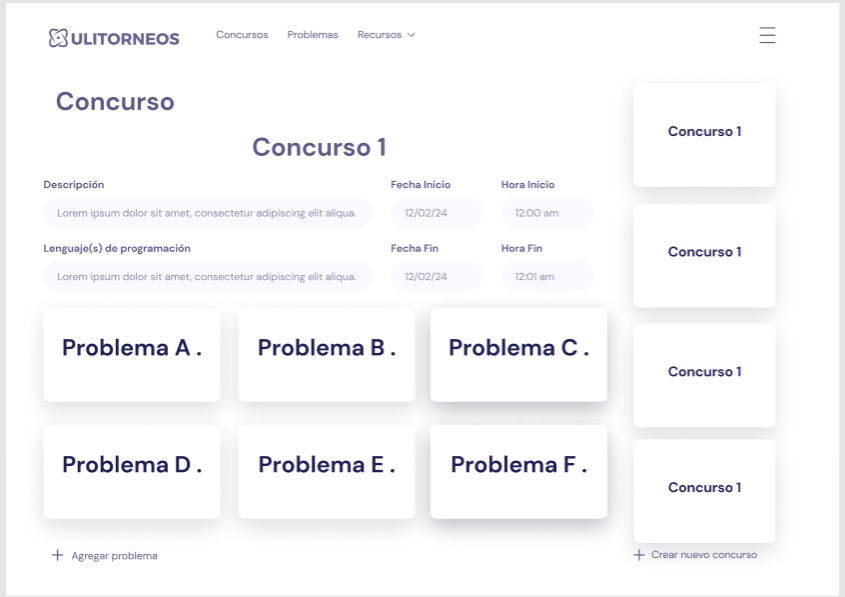 ULITORNEOS
Concursos Problemas Recursos
Concurso
Concurso 1
Descripción
Lorem ipsum dolor sit amet, consectetur adipiscing elit aliqua.
Fecha Inicio
12/02/24
Hora Inicio
12:00 am
Lenguaje(s) de programación
Lorem ipsum dolor sit amet, consectetur adipiscing elit aliqua.
Fecha Fin
12/02/24
Hora Fin
12:01 am
Problema A .
Problema B .
Problema C .
Problema D .
Problema E .
Problema F .
Agregar problema
Concurso 1
Concurso 1
Concurso 1
Concurso 1
Crear nuevo concurso